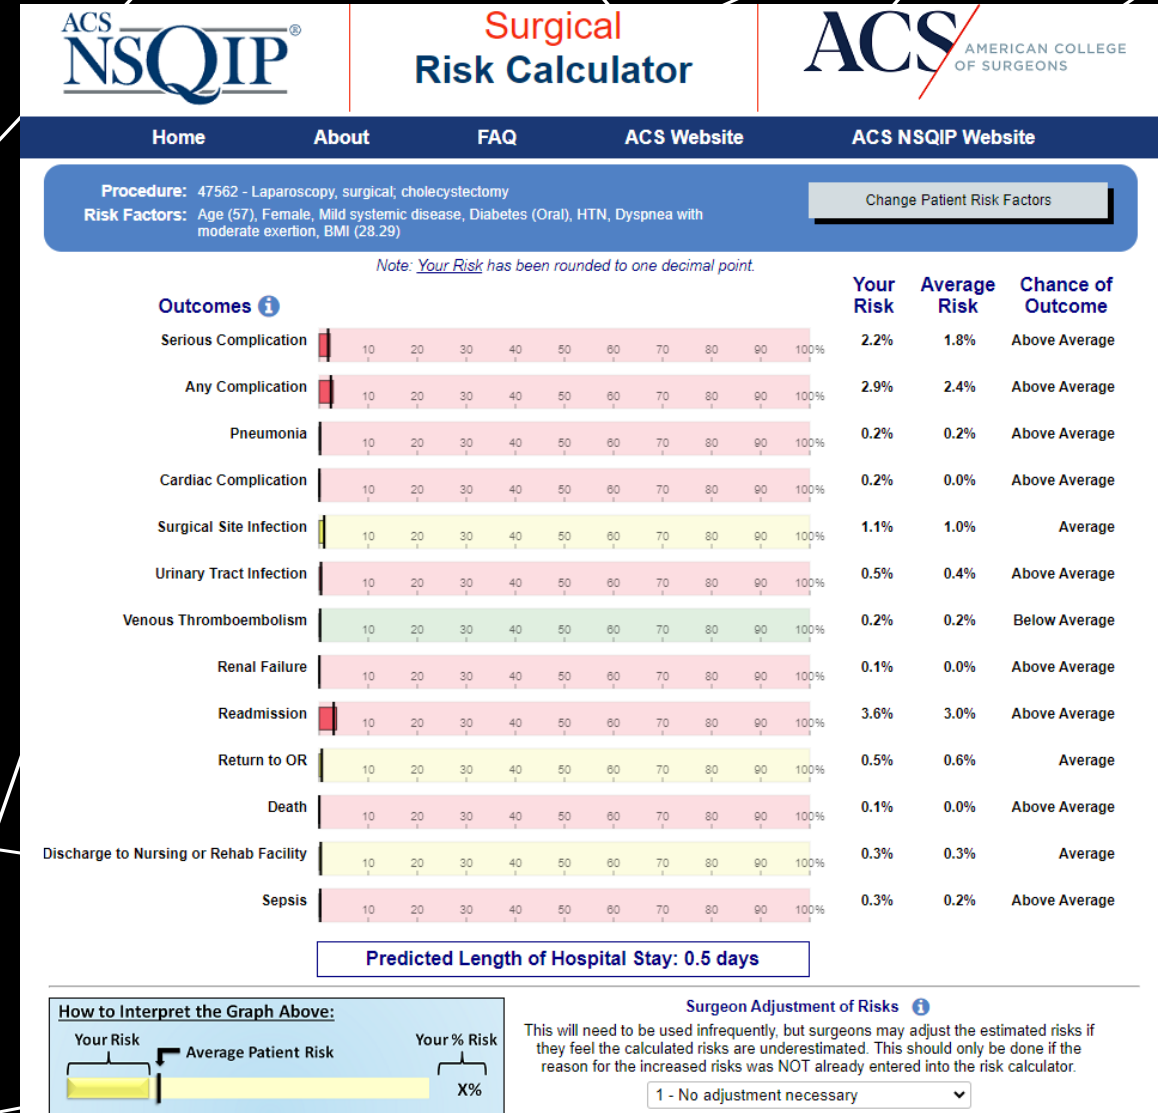 ACS
NSQIP®
Surgical
Risk Calculator
ACS
AMERICAN COLLEGE
OF SURGEONS
Home About FAQ ACS Website ACS NSQIP Website
Procedure: 47562 - Laparoscopy, surgical; cholecystectomy
Risk Factors: Age (57), Female, Mild systemic disease, Diabetes (Oral), HTN, Dyspnea with
moderate exertion, BMI (28.29)
Change Patient Risk Factors
Note: Your Risk has been rounded to one decimal point.
Outcomes i
Your Risk
Average Risk
Chance of Outcome
Serious Complication 10 20 30 40 50 60 70 80 90 100% 2.2% 1.8% Above Average
Any Complication 10 20 30 40 50 60 70 80 90 100% 2.9% 2.4% Above Average
Pneumonia 10 20 30 40 50 60 70 80 90 100% 0.2% 0.2% Above Average
Cardiac Complication 10 20 30 40 50 60 70 80 90 100% 0.2% 0.0% Above Average
Surgical Site Infection 10 20 30 40 50 60 70 80 90 100% 1.1% 1.0% Average
Urinary Tract Infection 10 20 30 40 50 60 70 80 90 100% 0.5% 0.4% Above Average
Venous Thromboembolism 10 20 30 40 50 60 70 80 90 100% 0.2% 0.2% Below Average
Renal Failure 10 20 30 40 50 60 70 80 90 100% 0.1% 0.0% Above Average
Readmission 10 20 30 40 50 60 70 80 90 100% 3.6% 3.0% Above Average
Return to OR 10 20 30 40 50 60 70 80 90 100% 0.5% 0.6% Average
Death 10 20 30 40 50 60 70 80 90 100% 0.1% 0.0% Above Average
Discharge to Nursing or Rehab Facility 10 20 30 40 50 60 70 80 90 100% 0.3% 0.3% Average
Sepsis 10 20 30 40 50 60 70 80 90 100% 0.3% 0.2% Above Average
Predicted Length of Hospital Stay: 0.5 days
How to Interpret the Graph Above:
Your Risk
Average Patient Risk
Your % Risk
X%
Surgeon Adjustment of Risks i
This will need to be used infrequently, but surgeons may adjust the estimated risks if
they feel the calculated risks are underestimated. This should only be done if the
reason for the increased risks was NOT already entered into the risk calculator.
1 - No adjustment necessary